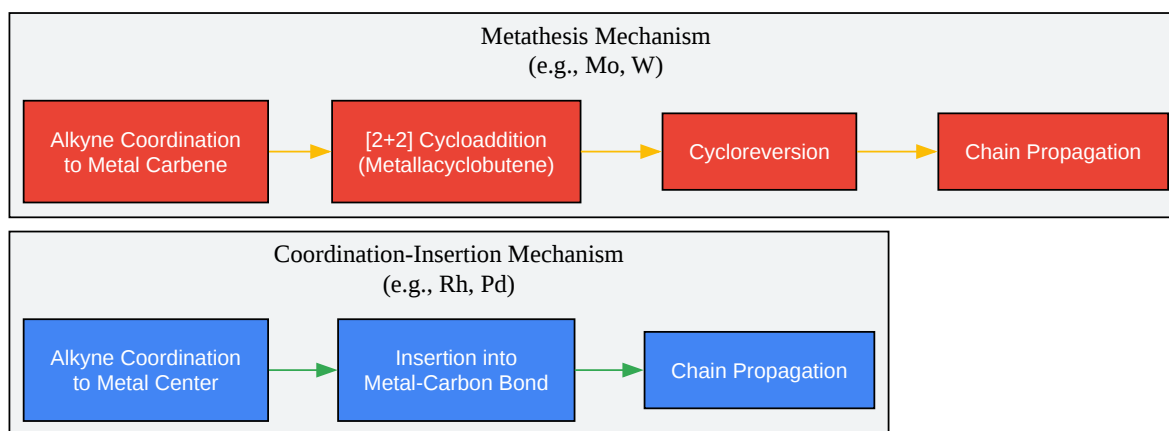 Metathesis Mechanism
(e.g., Mo, W)
Alkyne Coordination
to Metal Carbene
[2+2] Cycloaddition
(Metallacyclobutene)
Cycloreversion
Chain Propagation
Coordination-Insertion Mechanism
(e.g., Rh, Pd)
Alkyne Coordination
to Metal Center
Insertion into
Metal-Carbon Bond
Chain Propagation